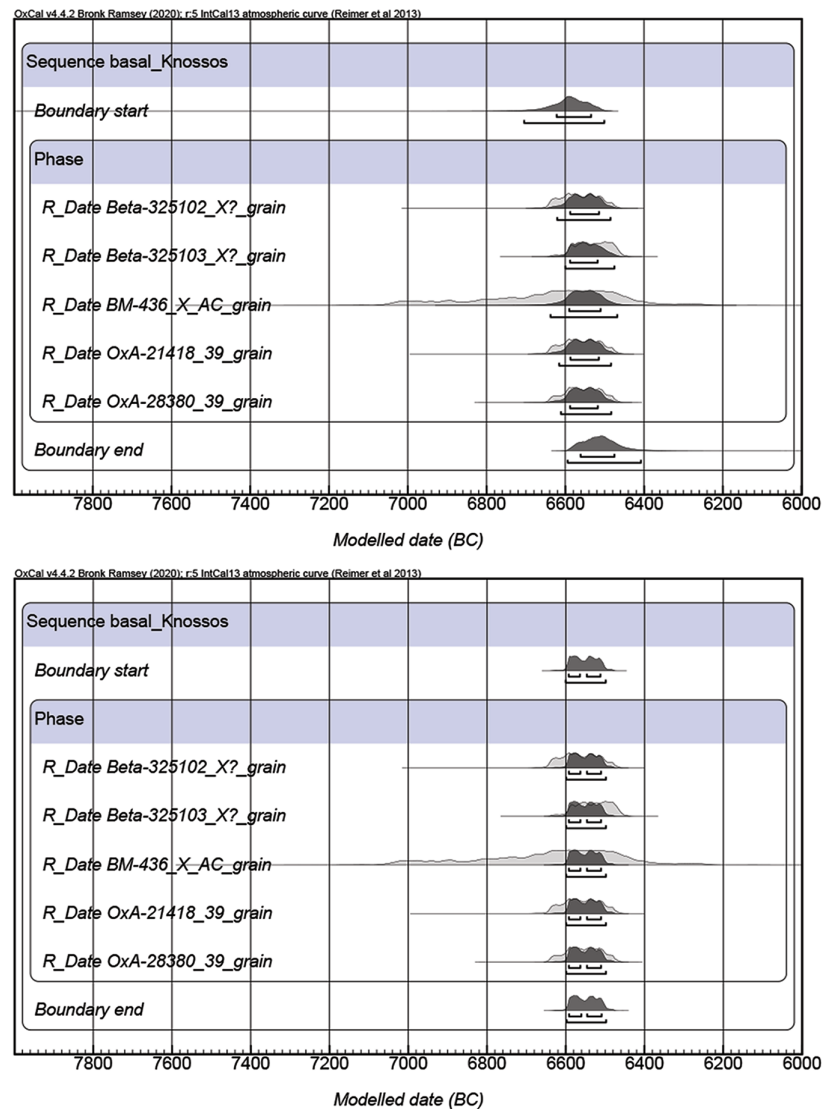 OxCal v4.4.2 Bronk Ramsey (2020); r:5 IntCal13 atmospheric curve (Reimer et al 2013)
Sequence basal_Knossos
Boundary start
Phase
R_Date Beta-325102_X?_grain
R_Date Beta-325103_X?_grain
R_Date BM-436_X_AC_grain
R_Date OxA-21418_39_grain
R_Date OxA-28380_39_grain
Boundary end
7800 7600 7400 7200 7000 6800 6600 6400 6200 6000
Modelled date (BC)
OxCal v4.4.2 Bronk Ramsey (2020); r:5 IntCal13 atmospheric curve (Reimer et al 2013)
Sequence basal_Knossos
Boundary start
Phase
R_Date Beta-325102_X?_grain
R_Date Beta-325103_X?_grain
R_Date BM-436_X_AC_grain
R_Date OxA-21418_39_grain
R_Date OxA-28380_39_grain
Boundary end
7800 7600 7400 7200 7000 6800 6600 6400 6200 6000
Modelled date (BC)